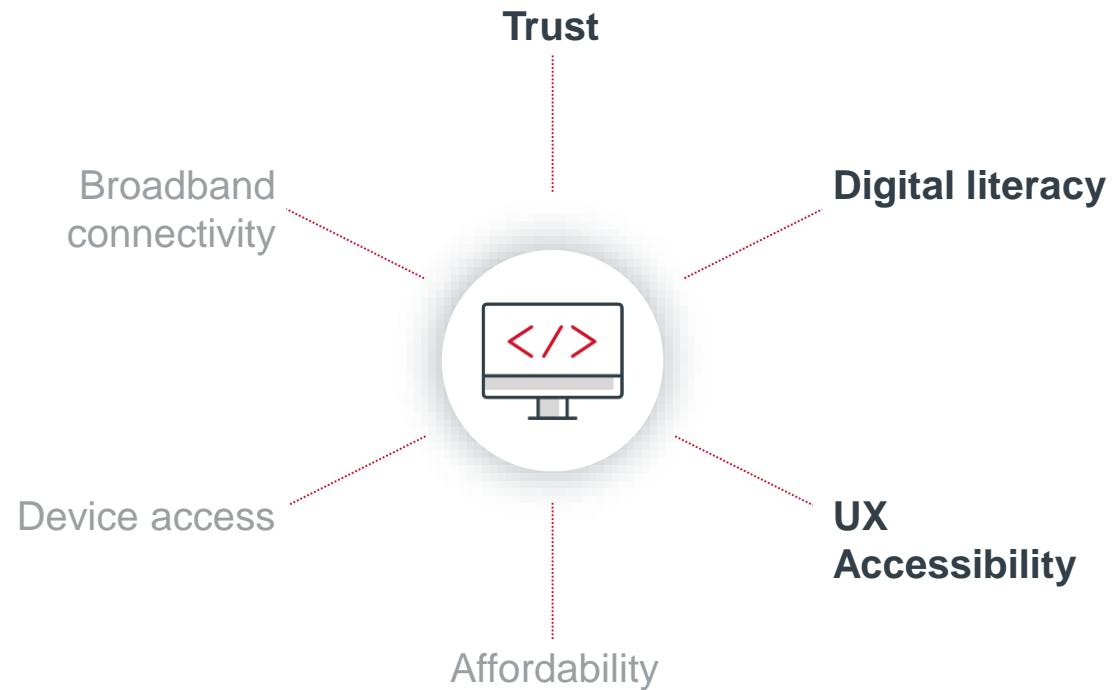 Trust
Broadband
connectivity
Digital literacy
</>
Device access
UX
Accessibility
Affordability